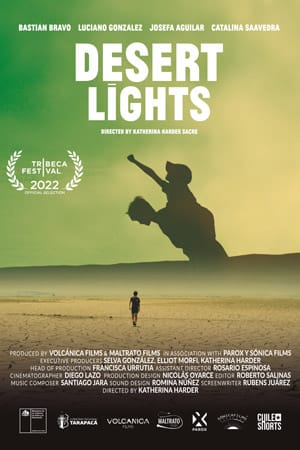 BASTIAN BRAVO LUCIANO GONZALEZ JOSEFA AGUILAR CATALINA SAAVEDRA
DESERT
LIGHTS
DIRECTED BY KATHERINA HARDER SACRE
TRIBECA
FESTIVAL
2022
OFFICIAL SELECTION
PRODUCED BY VOLCÁNICA FILMS & MALTRATO FILMS IN ASSOCIATION WITH PAROX Y SÓNICA FILMS
EXECUTIVE PRODUCERS SELVA GONZÁLEZ, ELLIOT MOREI, KATHERINA HARDER
HEAD OF PRODUCTION FRANCISCA URRUTIA ASSISTANT DIRECTOR ROSARIO ESPINOSA
CINEMATOGRAPHER DIEGO LAZO PRODUCTION DESIGN NICOLÁS OYARCE EDITOR ROBERTO SALINAS
MUSIC COMPOSER SANTIAGO JARA SOUND DESIGN ROMINA NÚÑEZ SCREENWRITER RUBENS JUÁREZ
DIRECTED BY KATHERINA HARDER
TARAPACÁ
VOLCANICA
FILMS
MALTRATO
PAROX
CHILE
SHORTS